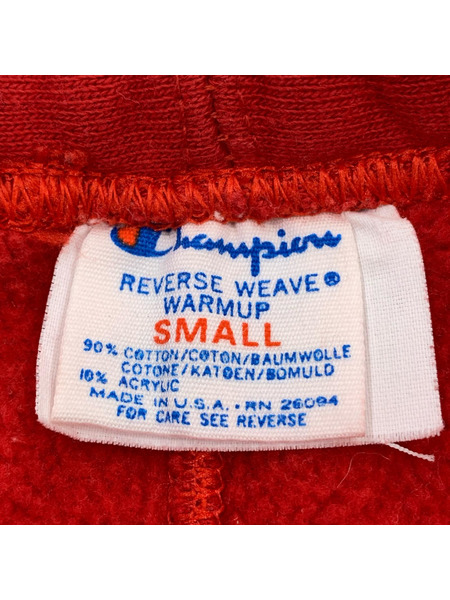 Champion
REVERSE WEAVE®
WARMUP
SMALL
90% COTTON/COTON/BAUMWOLLE
COTONE/KATOEN/BOMULD
10% ACRYLIC
MADE IN U.S.A. • RN 26094
FOR CARE SEE REVERSE